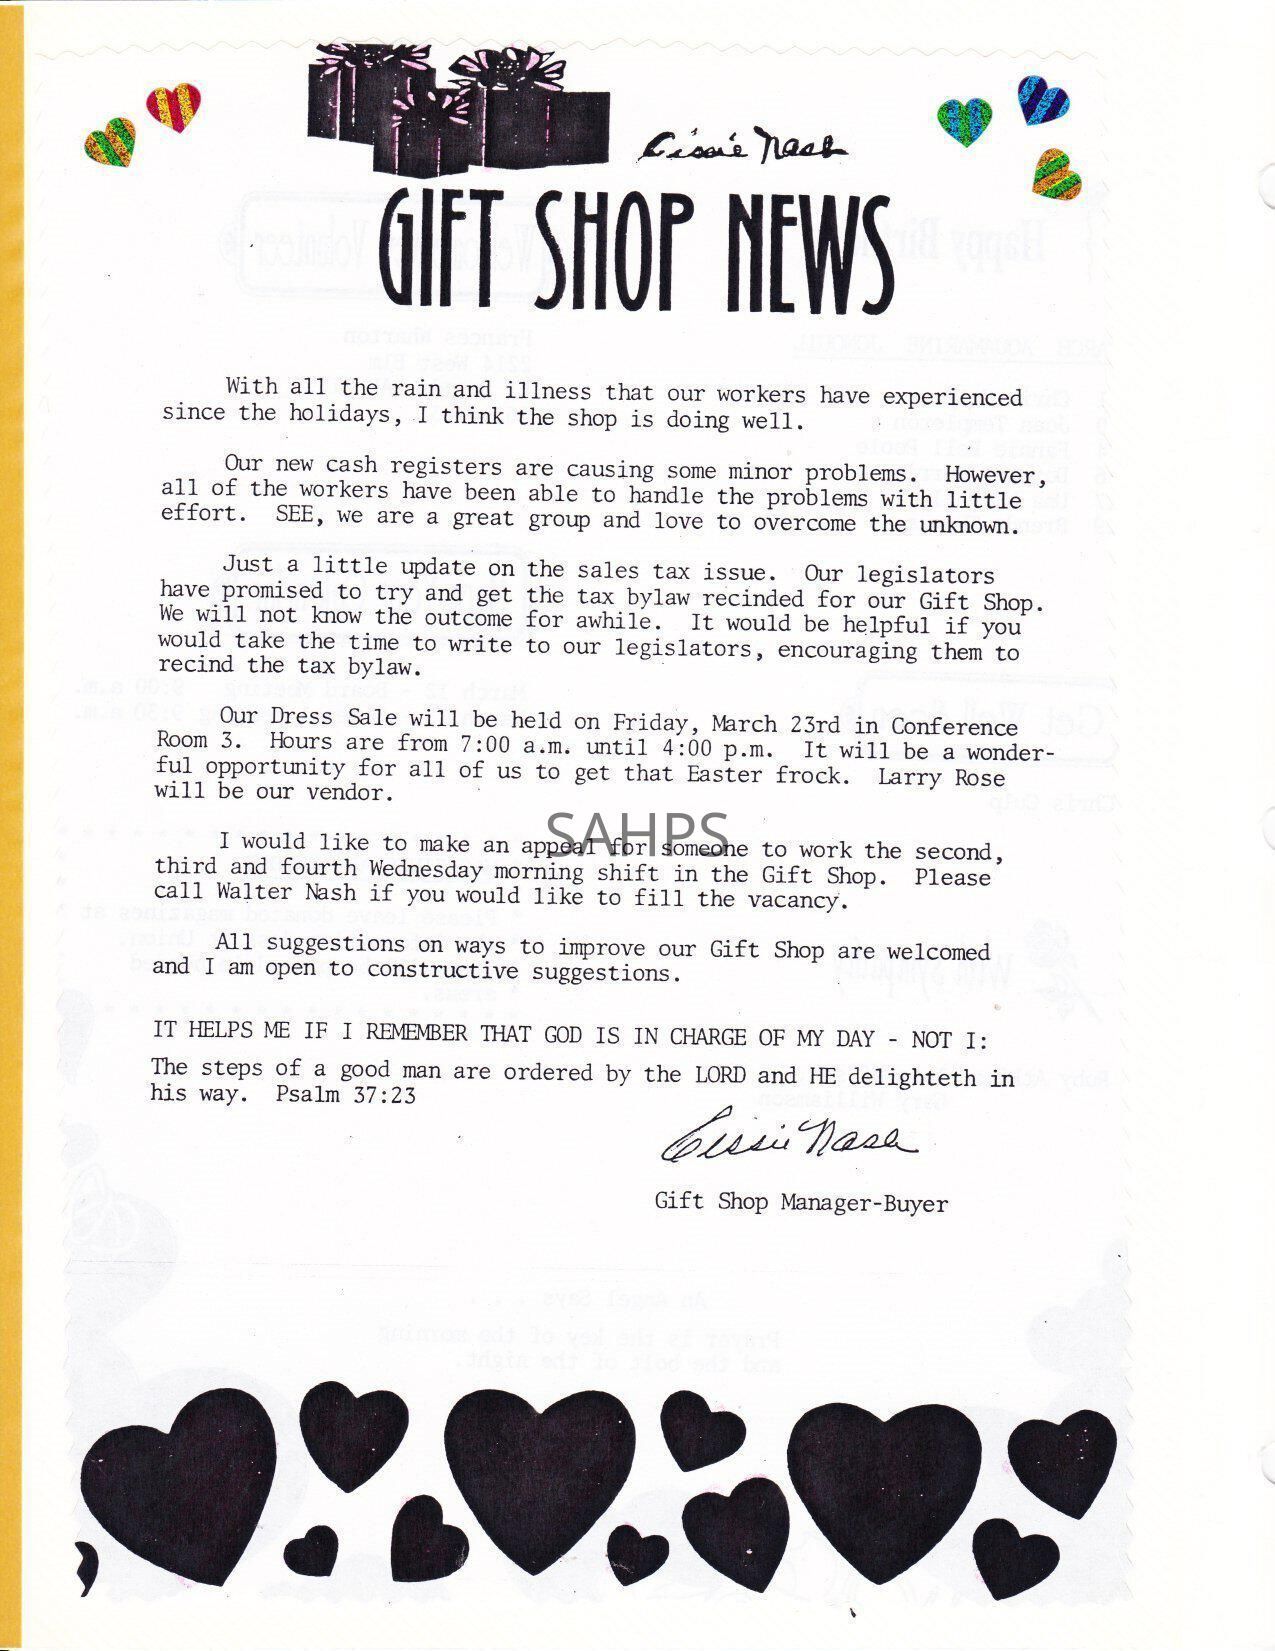 Cissie Nash
GIFT SHOP NEWS
With all the rain and illness that our workers have experienced
since the holidays, I think the shop is doing well.
Our new cash registers are causing some minor problems. However,
all of the workers have been able to handle the problems with little
effort. SEE, we are a great group and love to overcome the unknown.
Just a little update on the sales tax issue. Our legislators
have promised to try and get the tax bylaw recinded for our Gift Shop.
We will not know the outcome for awhile. It would be helpful if you
would take the time to write to our legislators, encouraging them to
recind the tax bylaw.
Our Dress Sale will be held on Friday, March 23rd in Conference
Room 3. Hours are from 7:00 a.m. until 4:00 p.m. It will be a wonder-
ful opportunity for all of us to get that Easter frock. Larry Rose
will be our vendor.
SAHPS
I would like to make an appeal for someone to work the second,
third and fourth Wednesday morning shift in the Gift Shop. Please
call Walter Nash if you would like to fill the vacancy.
All suggestions on ways to improve our Gift Shop are welcomed
and I am open to constructive suggestions.
IT HELPS ME IF I REMEMBER THAT GOD IS IN CHARGE OF MY DAY - NOT I:
The steps of a good man are ordered by the LORD and HE delighteth in
his way. Psalm 37:23
Cissie Nash
Gift Shop Manager-Buyer